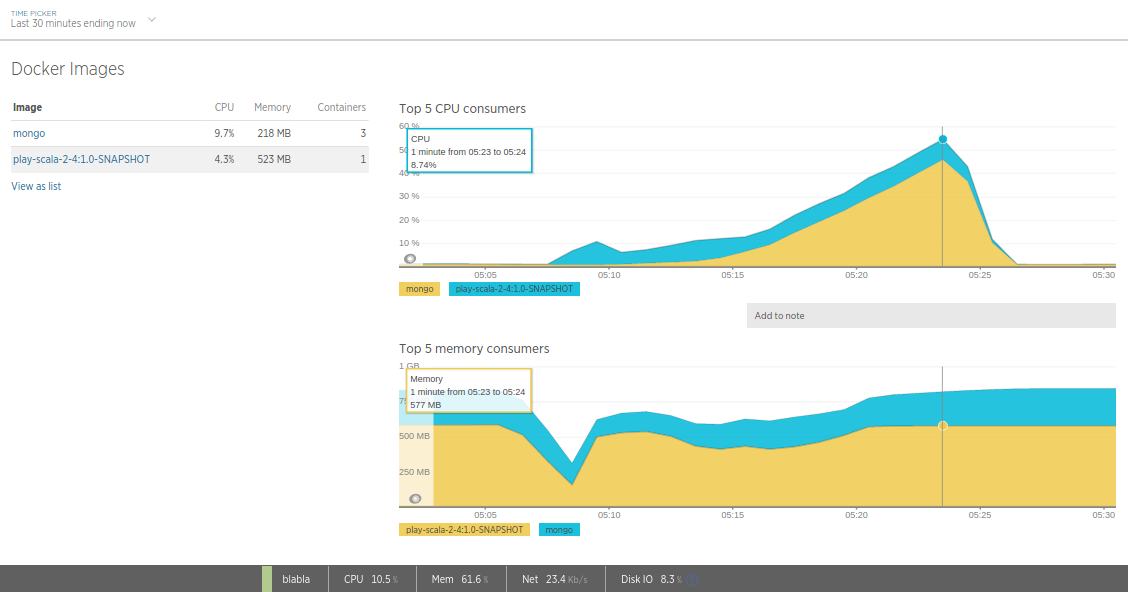 TIME PICKER
Last 30 minutes ending now
Docker Images
Image CPU Memory Containers
mongo 9.7% 218 MB 3
play-scala-2-4:1.0-SNAPSHOT 4.3% 523 MB 1
View as list
Top 5 CPU consumers
60 %
CPU
1 minute from 05:23 to 05:24
8.74%
40 %
30 %
20 %
10 %
05:05 05:10 05:15 05:20 05:25 05:30
mongo play-scala-2-4:1.0-SNAPSHOT
Add to note
Top 5 memory consumers
1 GB
Memory
1 minute from 05:23 to 05:24
577 MB
500 MB
250 MB
05:05 05:10 05:15 05:20 05:25 05:30
play-scala-2-4:1.0-SNAPSHOT mongo
blabla CPU 10.5 % Mem 61.6 % Net 23.4 Kb/s Disk IO 8.3 %